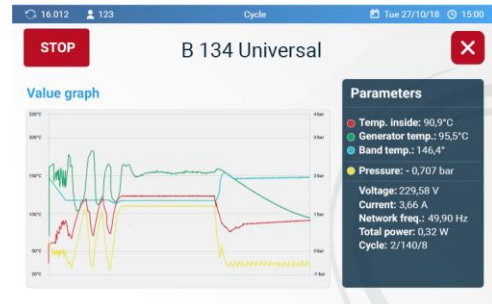 16.012 123 Cycle Tue 27/10/18 15:00
STOP
B 134 Universal
Value graph
Parameters
Temp. inside: 90,9°C
Generator temp.: 95,5°C
Band temp.: 146,4°
Pressure: - 0,707 bar
Voltage: 229,58 V
Current: 3,66 A
Network freq.: 49,90 Hz
Total power: 0,32 W
Cycle: 2/140/8